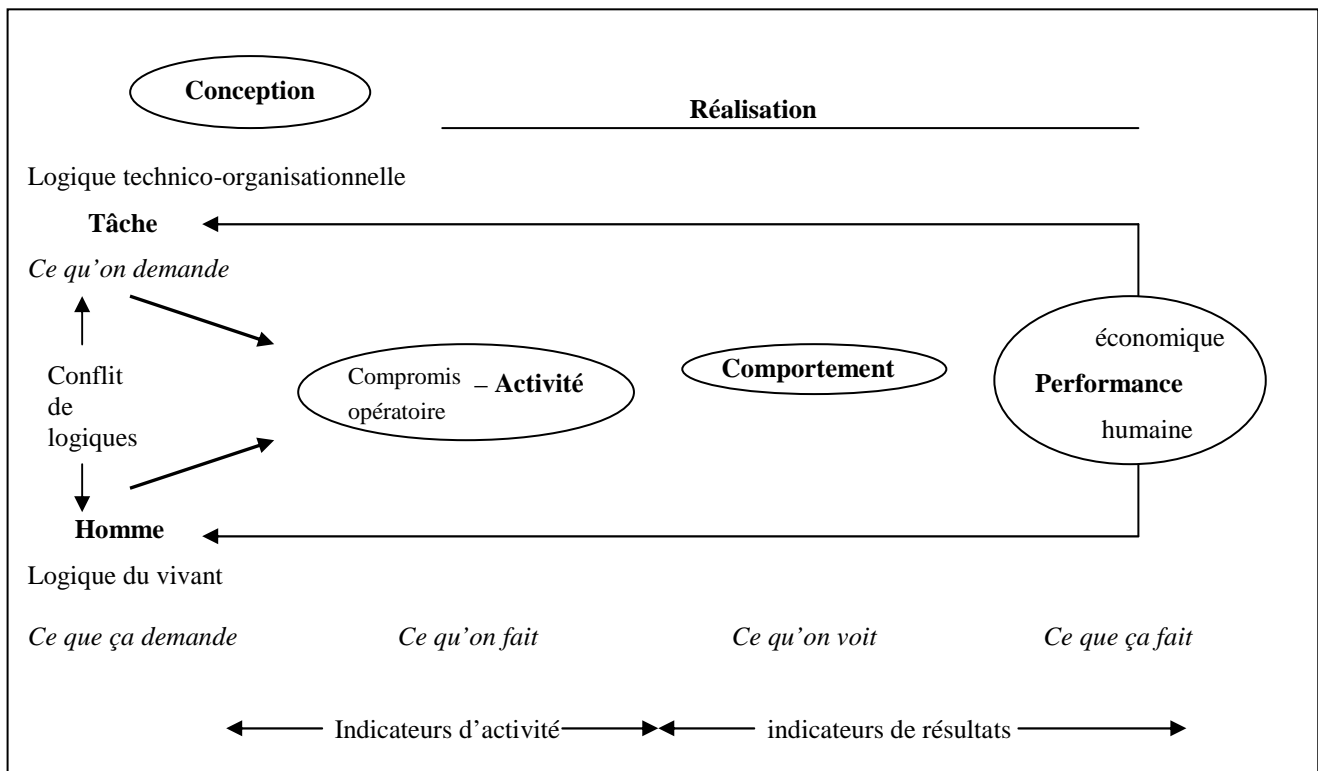 Conception
Réalisation
Logique technico-organisationnelle
Tâche
Ce qu’on demande
Conflit
de
logiques
Compromis – Activité
opératoire
Comportement
économique
Performance
humaine
Homme
Logique du vivant
Ce que ça demande
Ce qu’on fait
Ce qu’on voit
Ce que ça fait
Indicateurs d’activité
indicateurs de résultats